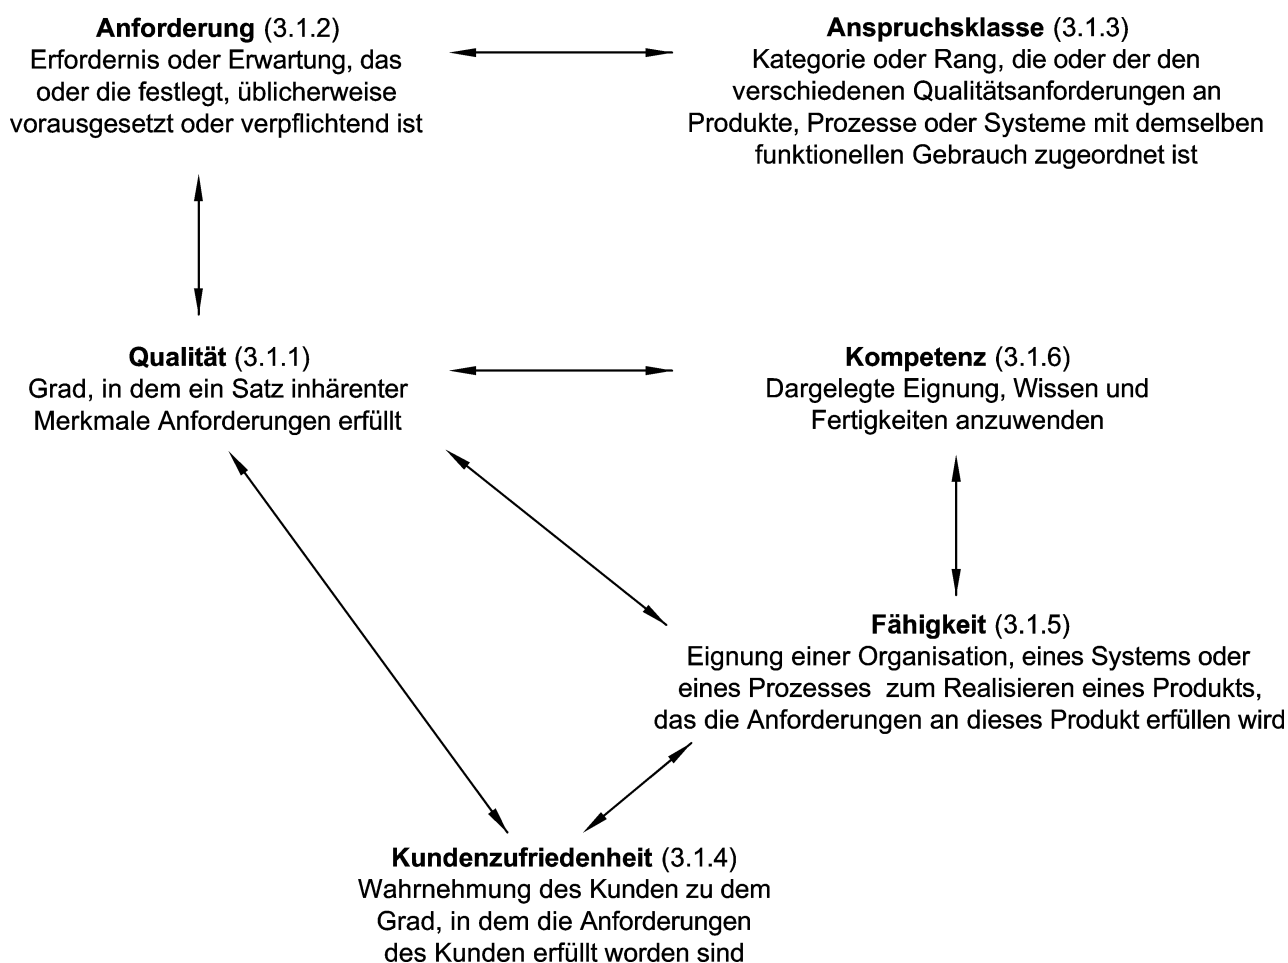 Anforderung (3.1.2)
Erfordernis oder Erwartung, das
oder die festlegt, üblicherweise
vorausgesetzt oder verpflichtend ist
Anspruchsklasse (3.1.3)
Kategorie oder Rang, die oder der den
verschiedenen Qualitätsanforderungen an
Produkte, Prozesse oder Systeme mit demselben
funktionellen Gebrauch zugeordnet ist
Qualität (3.1.1)
Grad, in dem ein Satz inhärenter
Merkmale Anforderungen erfüllt
Kompetenz (3.1.6)
Dargelegte Eignung, Wissen und
Fertigkeiten anzuwenden
Fähigkeit (3.1.5)
Eignung einer Organisation, eines Systems oder
eines Prozesses  zum Realisieren eines Produkts,
das die Anforderungen an dieses Produkt erfüllen wird
Kundenzufriedenheit (3.1.4)
Wahrnehmung des Kunden zu dem
Grad, in dem die Anforderungen
des Kunden erfüllt worden sind